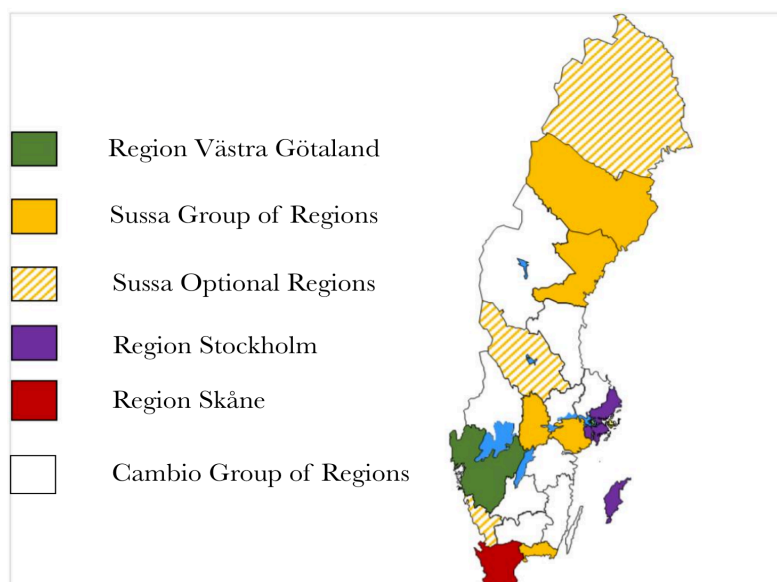 Region Västra Götaland
Sussa Group of Regions
Sussa Optional Regions
Region Stockholm
Region Skåne
Cambio Group of Regions